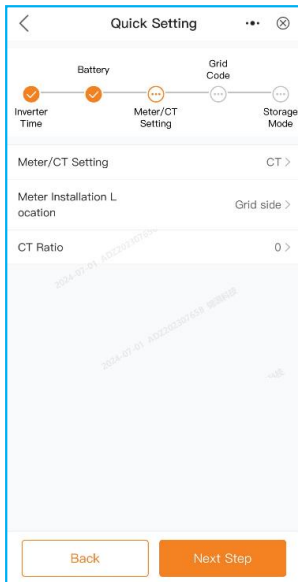 Quick Setting
Battery
Grid
Code
Inverter
Time
Meter/CT
Setting
Storage
Mode
Meter/CT Setting CT
Meter Installation L
ocation
Grid side
CT Ratio 0
Back Next Step